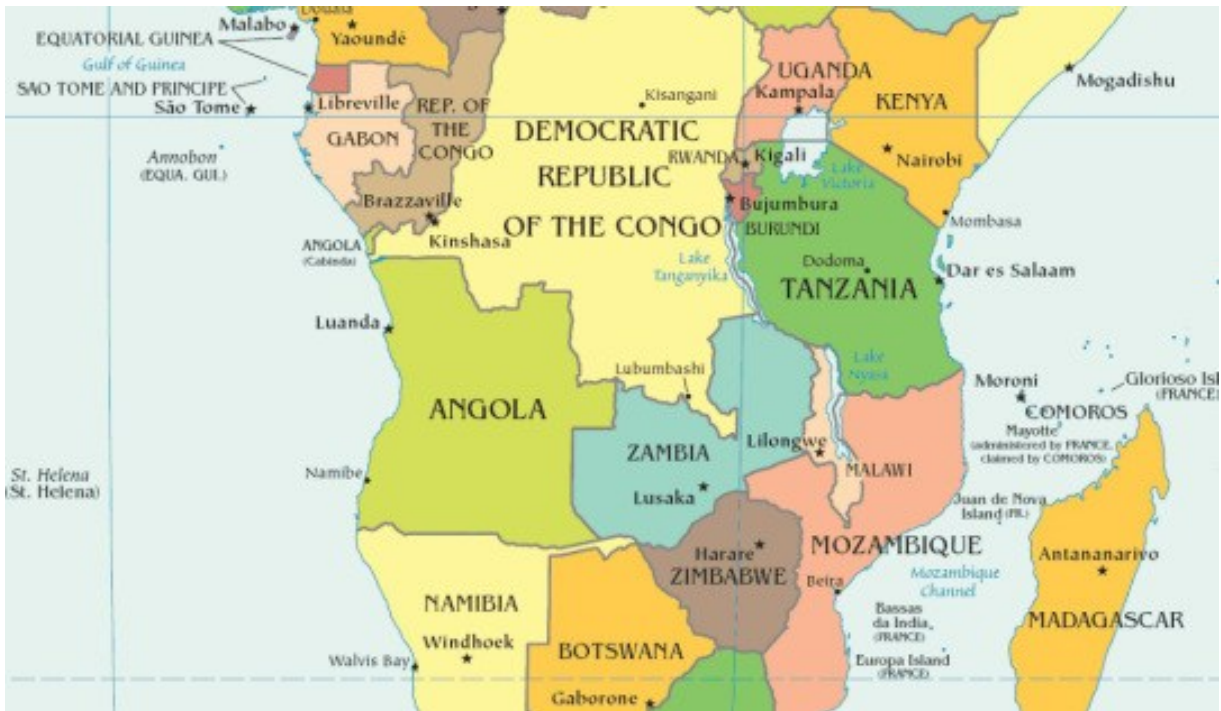 Douala
Malabo
Yaoundé
EQUATORIAL GUINEA
Gulf of Guinea
SAO TOME AND PRINCIPE
São Tome
Libreville
GABON
REP. OF
THE
CONGO
Annobon
(EQUA. GUI.)
Brazzaville
Kinshasa
ANGOLA
(Cabinda)
Kisangani
DEMOCRATIC
REPUBLIC
OF THE CONGO
UGANDA
Kampala
KENYA
Nairobi
Mogadishu
RWANDA
Kigali
Lake
Victoria
Bujumbura
BURUNDI
Mombasa
Lake
Tanganyika
Dodoma
TANZANIA
Dar es Salaam
Luanda
ANGOLA
Lubumbashi
Lake
Nyasa
Moroni
COMOROS
Glorioso Isl
(FRANCE)
Mayotte
(administered by FRANCE,
claimed by COMOROS)
ZAMBIA
Lusaka
Lilongwe
MALAWI
Namibe
St. Helena
(St. Helena)
Juan de Nova
Island (FR.)
Harare
ZIMBABWE
MOZAMBIQUE
Beira
Mozambique
Channel
Antananarivo
MADAGASCAR
Bassas
da India
(FRANCE)
Europa Island
(FRANCE)
NAMIBIA
Windhoek
Walvis Bay
BOTSWANA
Gaborone